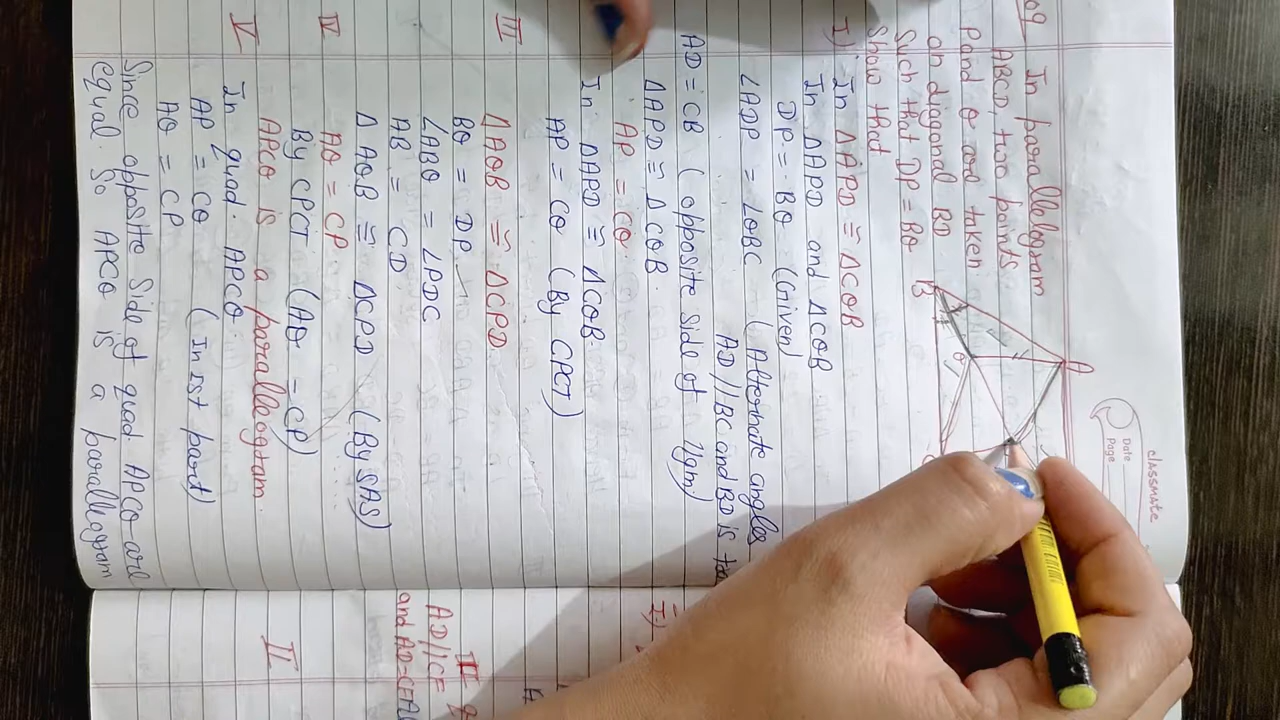 classmate
Date
Page
In parallelogram
ABCD, two points
P and Q are taken
on diagonal BD
Such that DP = BQ
Show that
I) In ΔAPD ≅ ΔCQB
In ΔAPD and ΔCQB
DP = BQ (Given)
∠ADP = ∠QBC (Alternate angles
AD//BC and BD is
AD = CB (opposite side of ||gm)
ΔAPD ≅ ΔCQB.
AP = CQ
II
In ΔAPD ≅ ΔCQB
AP = CQ (By CPCT)
III
ΔAQB ≅ ΔCPD
BQ = DP
∠ABQ = ∠PDC
AB = CD
ΔAQB ≅ ΔCPD (By SAS)
IV
AQ = CP
By CPCT (AQ = CP)
V
APCQ is a parallelogram.
In quad. APCQ
AP = CQ (In Ist part)
AQ = CP
Since opposite side of quad APCQ are
equal. So APCQ is a parallelogram
A
B
Q
I)
II
AD//CF
and AD=CF
II